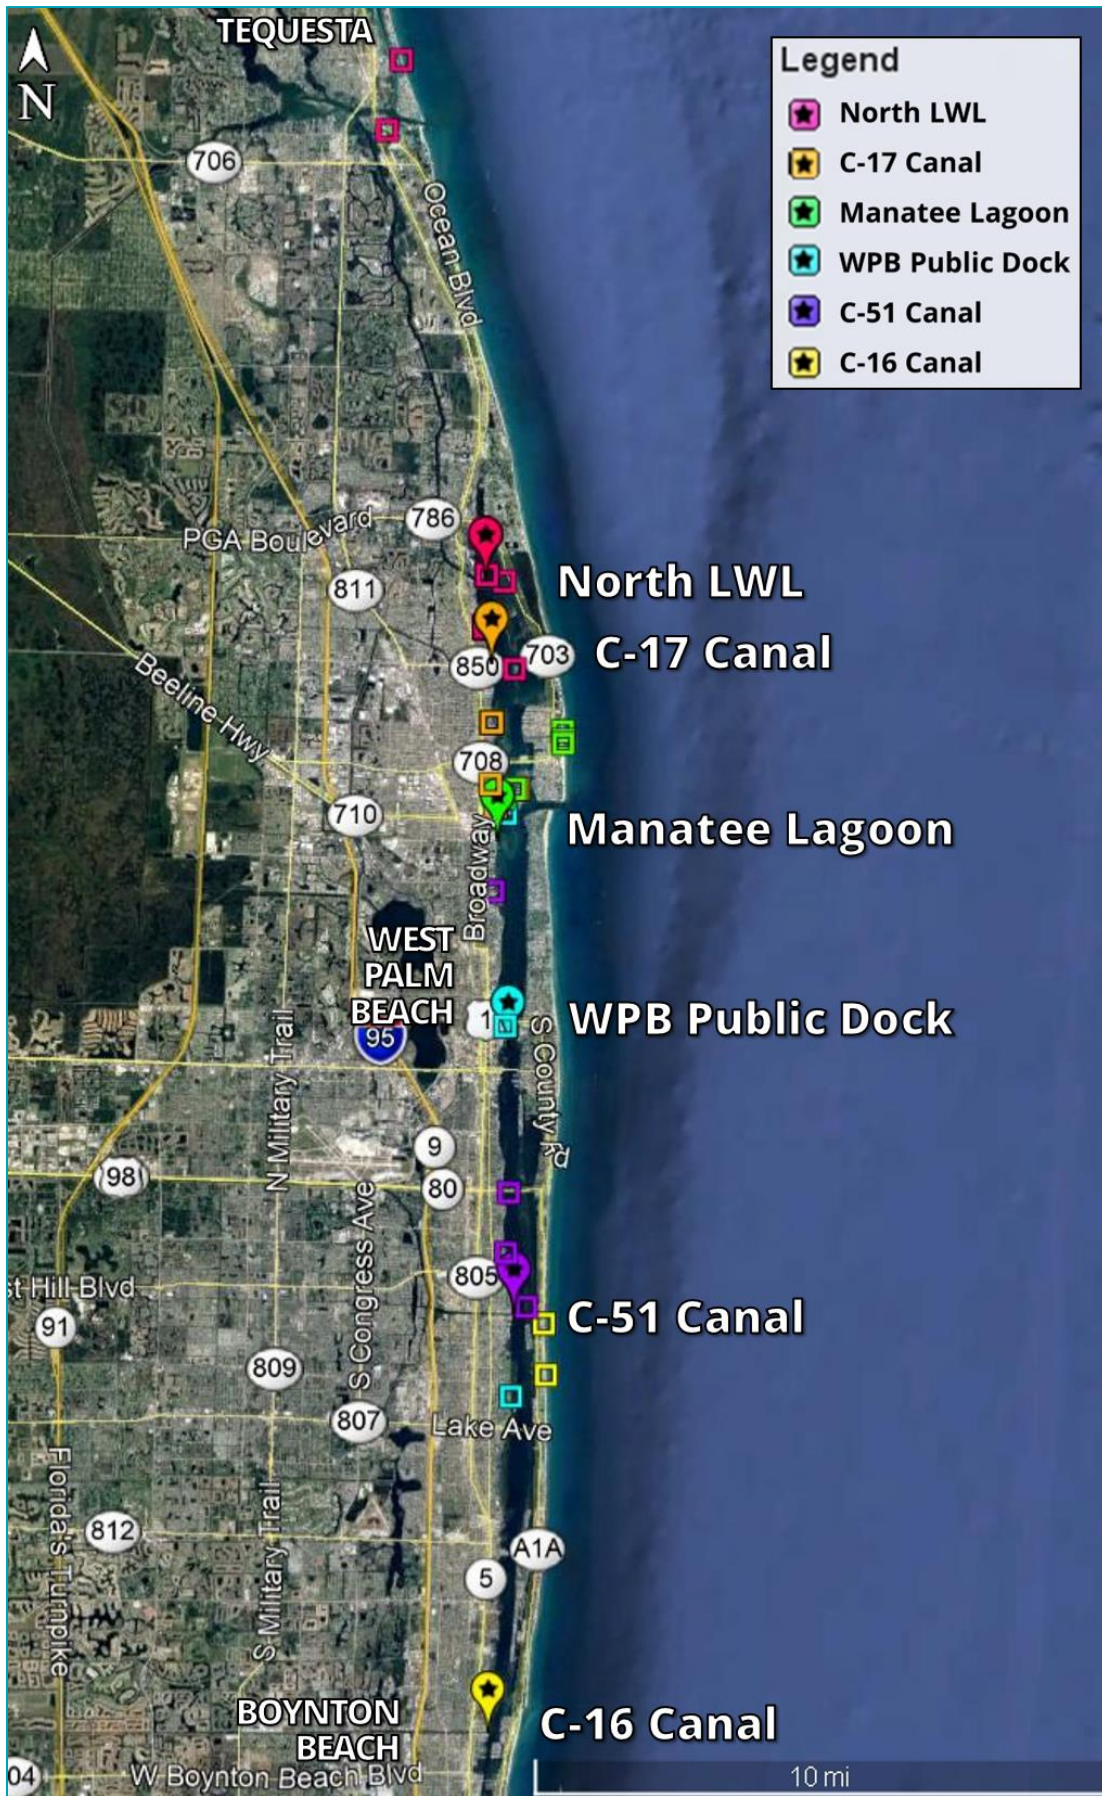 TEQUESTA
N
Legend
North LWL
C-17 Canal
Manatee Lagoon
WPB Public Dock
C-51 Canal
C-16 Canal
706
Ocean Blvd
786
PGA Boulevard
811
North LWL
703
C-17 Canal
850
Beeline Hwy
708
710
Manatee Lagoon
Broadway
WEST
PALM
BEACH
1
WPB Public Dock
95
S County Rd
N Military Trail
9
98
80
S Congress Ave
805
st Hill Blvd
C-51 Canal
91
809
807
Lake Ave
Florida's Turnpike
812
S Military Trail
A1A
5
BOYNTON
BEACH
C-16 Canal
04
W Boynton Beach Blvd
10 mi